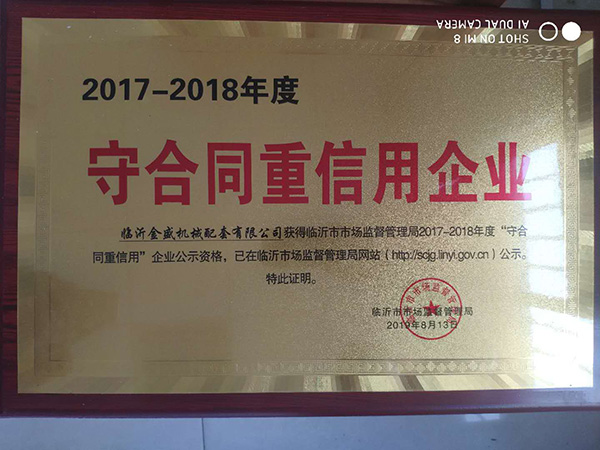 SHOT ON MI 8
AI DUAL CAMERA
2017-2018年度
守合同重信用企业
临沂金盛机械配套有限公司获得临沂市市场监督管理局2017-2018年度“守合
同重信用”企业公示资格，已在临沂市场监督管理局网站（http://scjg.linyi.gov.cn）公示。
特此证明。
临沂市市场监督管理局
2019年8月13日